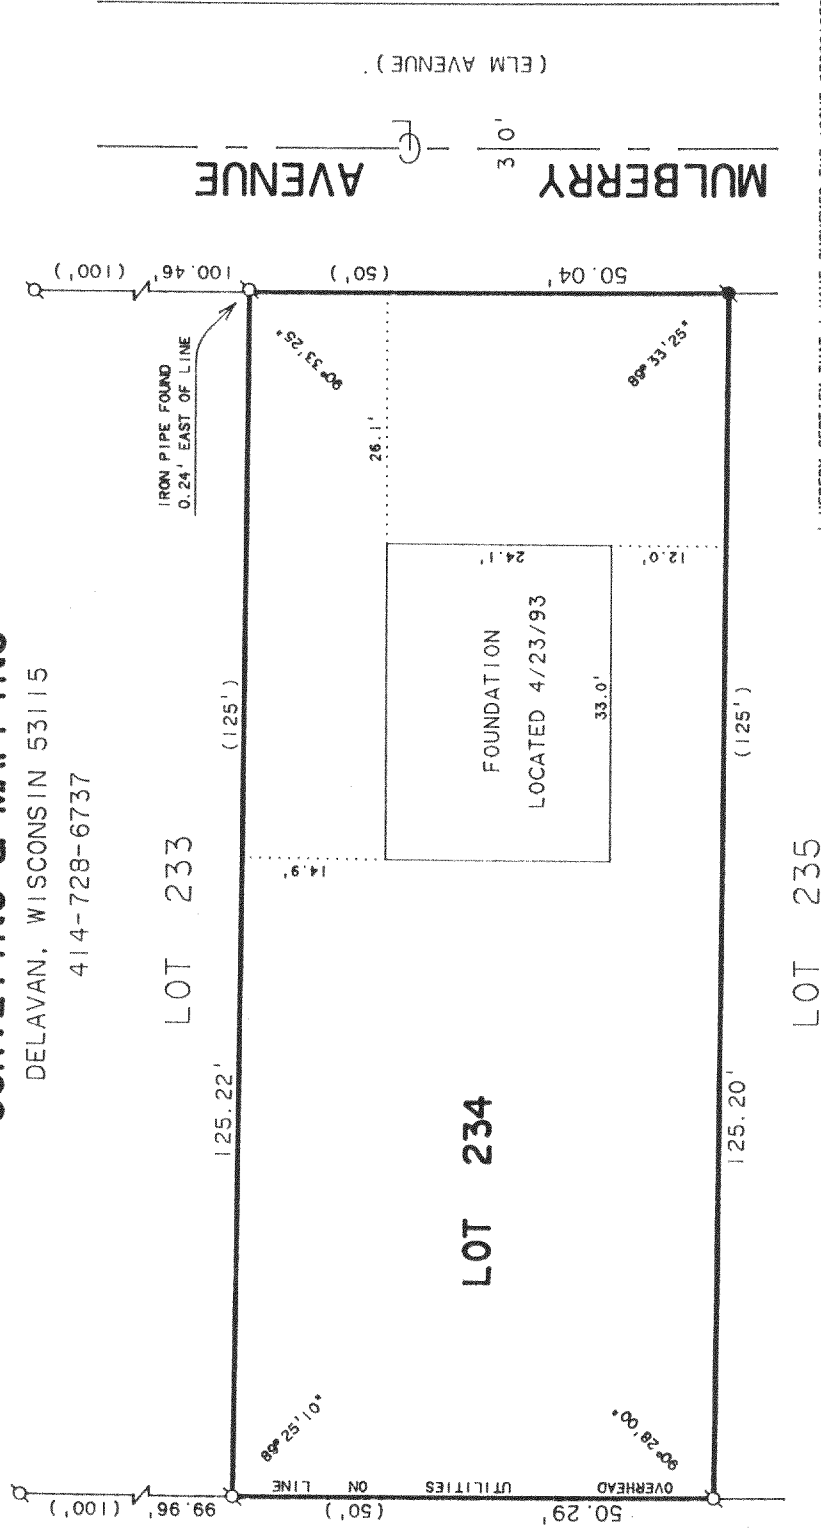 DELAVAN, WISCONSIN 53115
414-728-6737
LOT 233
IRON PIPE FOUND
0.24' EAST OF LINE
125.22'
(125')
99.96' (100')
100.46' (100')
89°25'10"
90°33'25"
14.9'
26.1'
OVERHEAD UTILITIES ON LINE
50.29' (50')
LOT 234
FOUNDATION
LOCATED 4/23/93
24.1'
33.0'
12.0'
50.04' (50')
90°28'00"
89°33'25"
125.20'
(125')
LOT 235
MULBERRY AVENUE
30'
(ELM AVENUE)